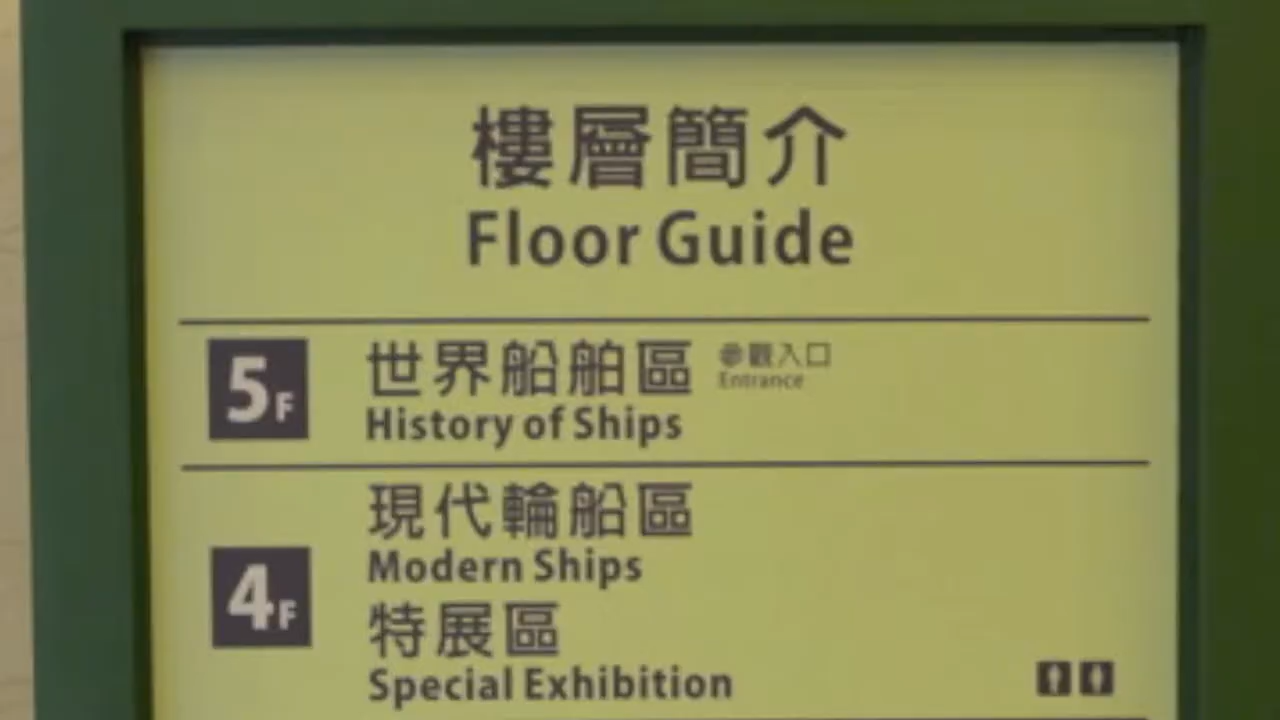 樓層簡介
Floor Guide
5F
世界船舶區 參觀入口
Entrance
History of Ships
4F
現代輪船區
Modern Ships
特展區
Special Exhibition